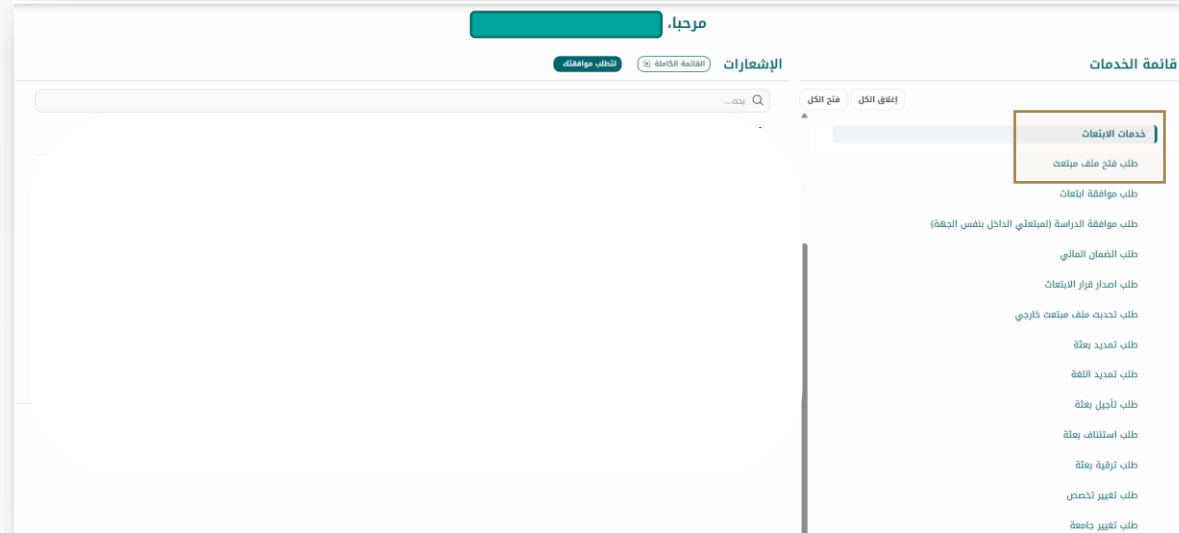 مرحبا،
قائمة الخدمات
إغلاق الكل فتح الكل
خدمات الابتعاث
طلب فتح ملف مبتعث
طلب موافقة ابتعاث
طلب موافقة الدراسة (لمبتعثي الداخل بنفس الجهة)
طلب الضمان المالي
طلب اصدار قرار الابتعاث
طلب تحديث ملف مبتعث خارجي
طلب تمديد بعثة
طلب تمديد اللغة
طلب تأجيل بعثة
طلب استئناف بعثة
طلب ترقية بعثة
طلب تغيير تخصص
طلب تغيير جامعة
الإشعارات القائمة الكاملة لتتطلب موافقتك
بحث...